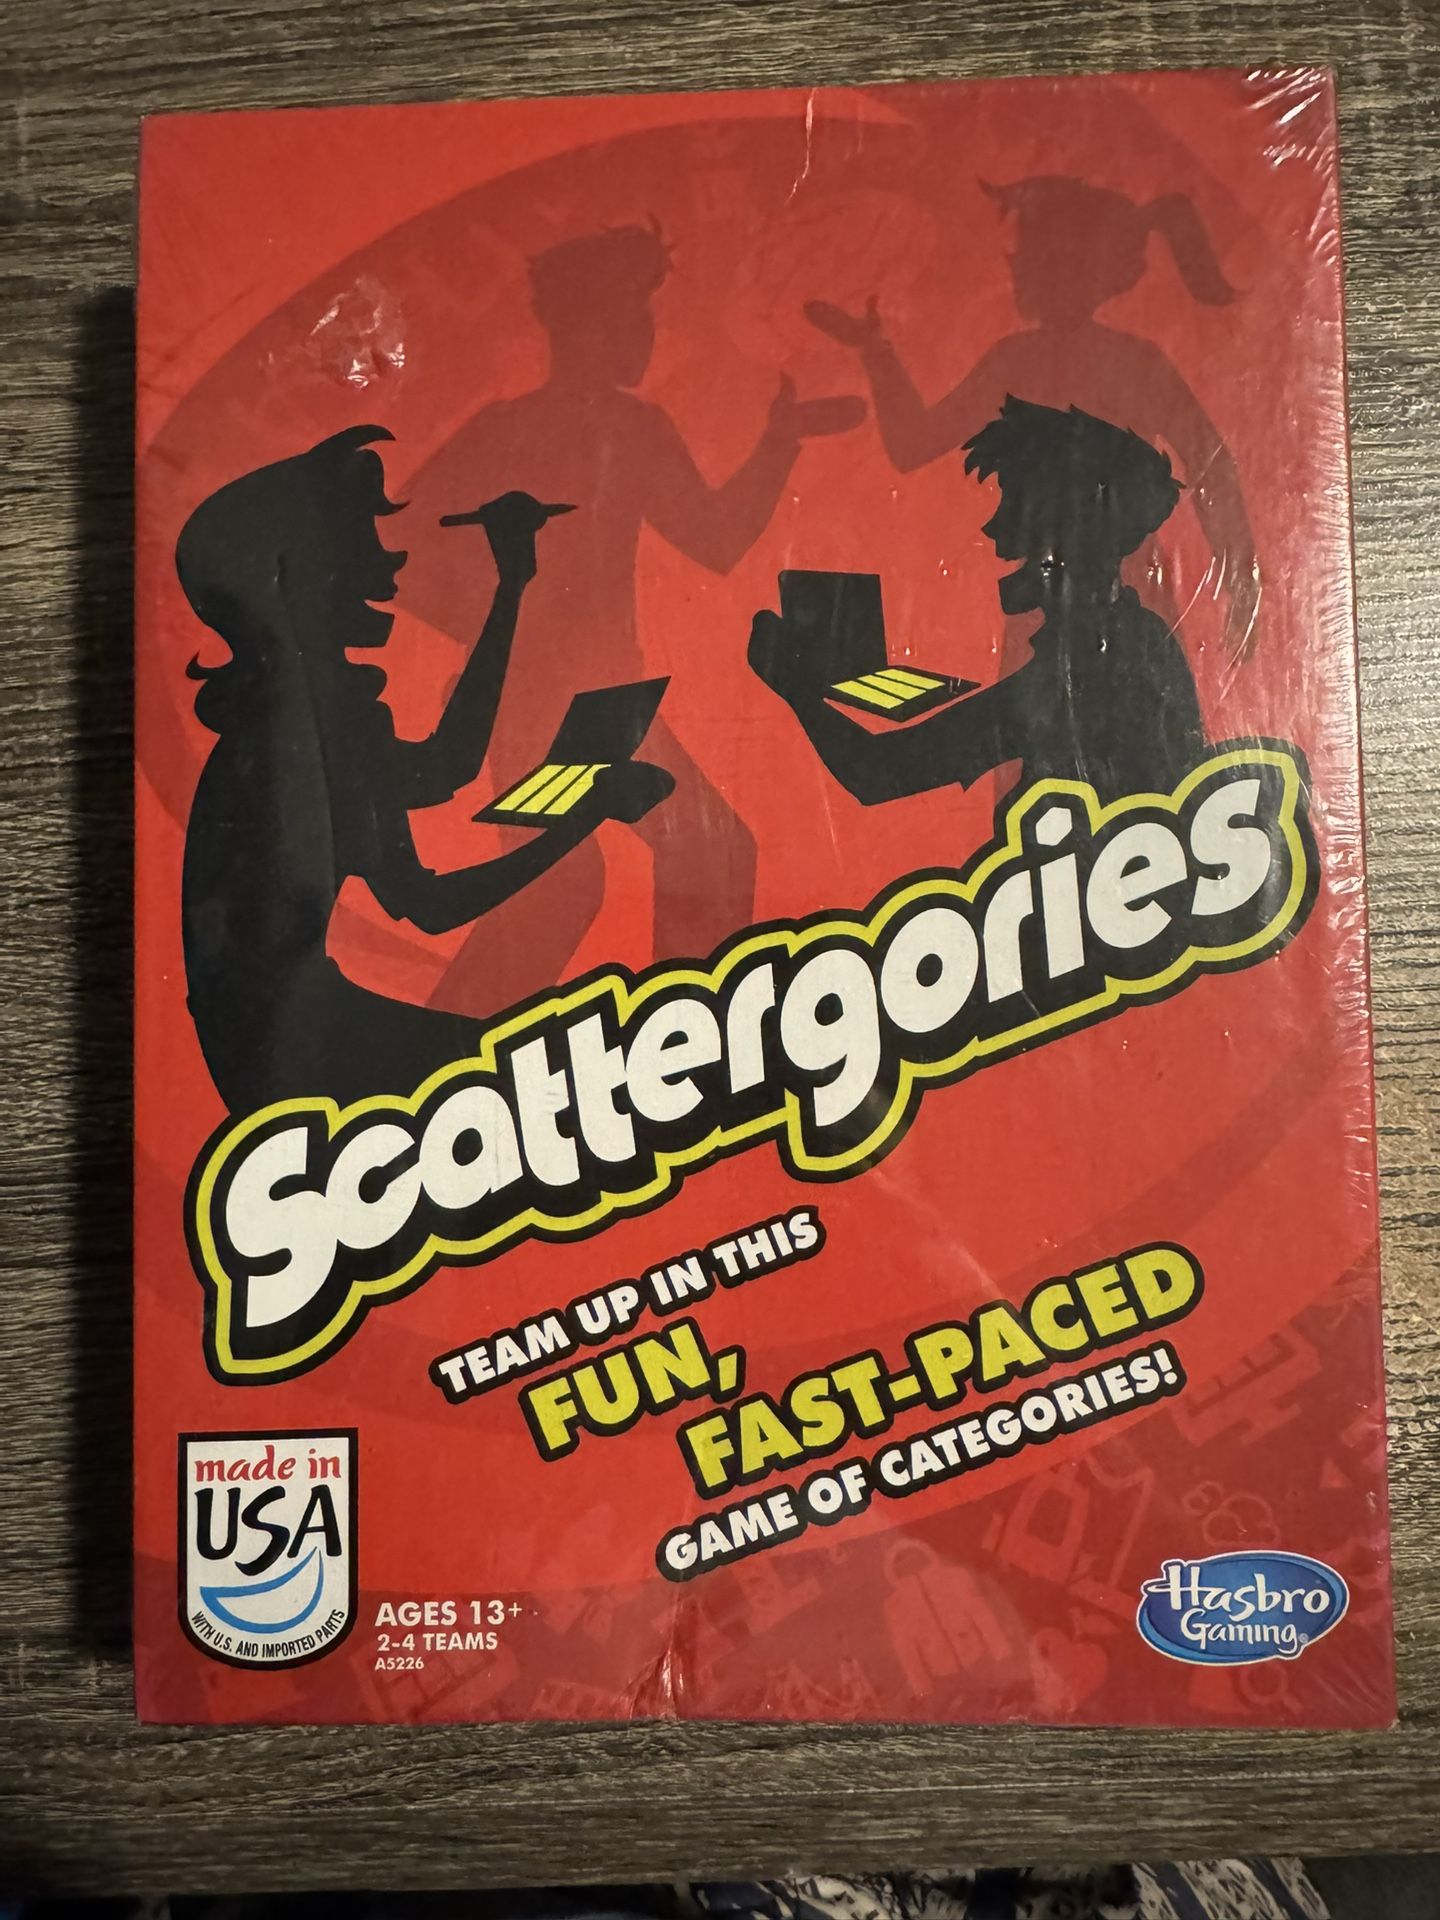 Scattergories
TEAM UP IN THIS
FUN,
FAST-PACED
GAME OF CATEGORIES!
made in
USA
WITH U.S. AND IMPORTED PARTS
AGES 13+
2-4 TEAMS
A5226
Hasbro
Gaming®